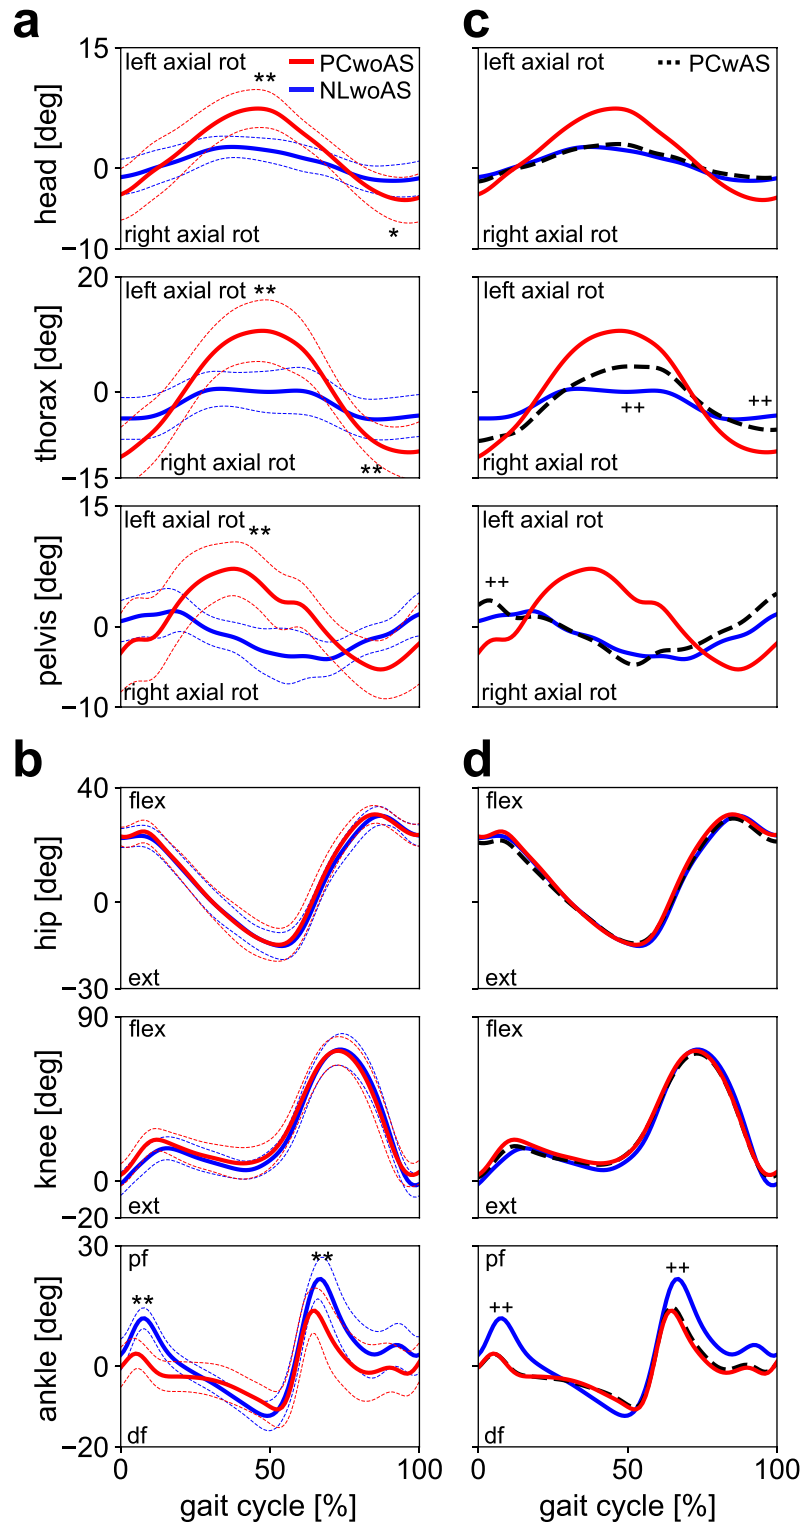 a
15
left axial rot
PCwoAS
**
NLwoAS
head [deg]
0
*
right axial rot
−10
20
left axial rot
**
thorax [deg]
0
right axial rot
**
−15
15
left axial rot
**
pelvis [deg]
0
right axial rot
−10
c
left axial rot
PCwAS
right axial rot
left axial rot
++
++
right axial rot
left axial rot
++
right axial rot
b
40
flex
hip [deg]
0
ext
−30
90
flex
knee [deg]
0
ext
−20
30
pf
**
**
ankle [deg]
0
df
−20
0
50
100
gait cycle [%]
d
flex
ext
flex
ext
pf
++
++
df
0
50
100
gait cycle [%]